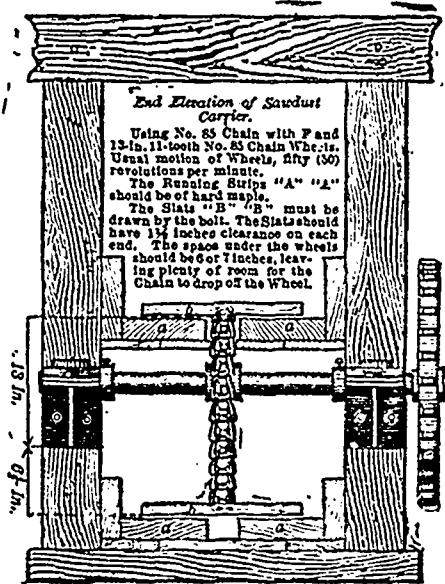 End Elevation of Sawdust
Carrier.
Using No. 85 Chain with F and
13-in. 11-tooth No. 85 Chain Wheels.
Usual motion of Wheels, fifty (50)
revolutions per minute.
The Running Strips "A" "A"
should be of hard maple.
The Slats "B" "B" must be
drawn by the bolt. The Slats should
have 1½ inches clearance on each
end. The space under the wheels
should be 6 or 7 inches, leav-
ing plenty of room for the
Chain to drop off the Wheel.
b
a a
13 in.
b
a a